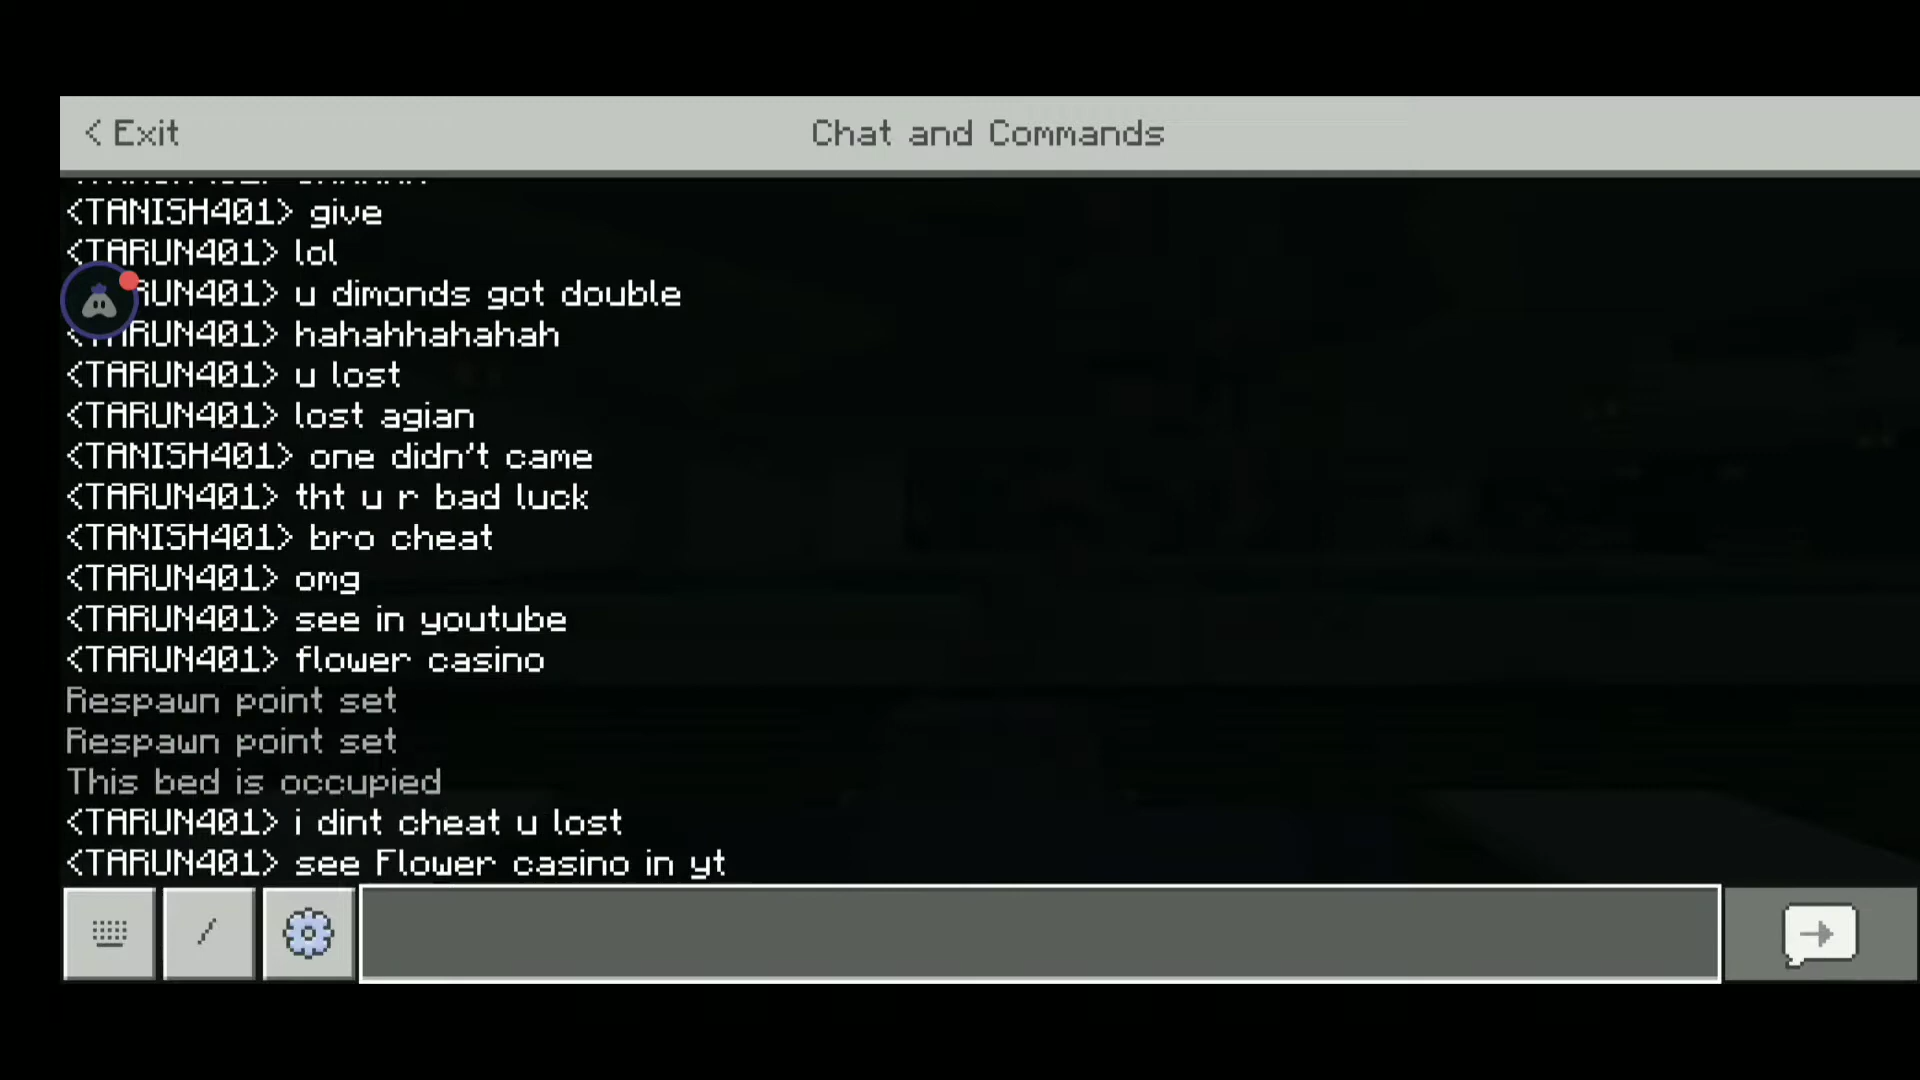 < Exit
Chat and Commands
<TANISH401> give
<TARUN401> lol
RUN401> u dimonds got double
<TARUN401> hahahhahahah
<TARUN401> u lost
<TARUN401> lost agian
<TANISH401> one didn't came
<TARUN401> tht u r bad luck
<TANISH401> bro cheat
<TARUN401> omg
<TARUN401> see in youtube
<TARUN401> flower casino
Respawn point set
Respawn point set
This bed is occupied
<TARUN401> i dint cheat u lost
<TARUN401> see Flower casino in yt
/